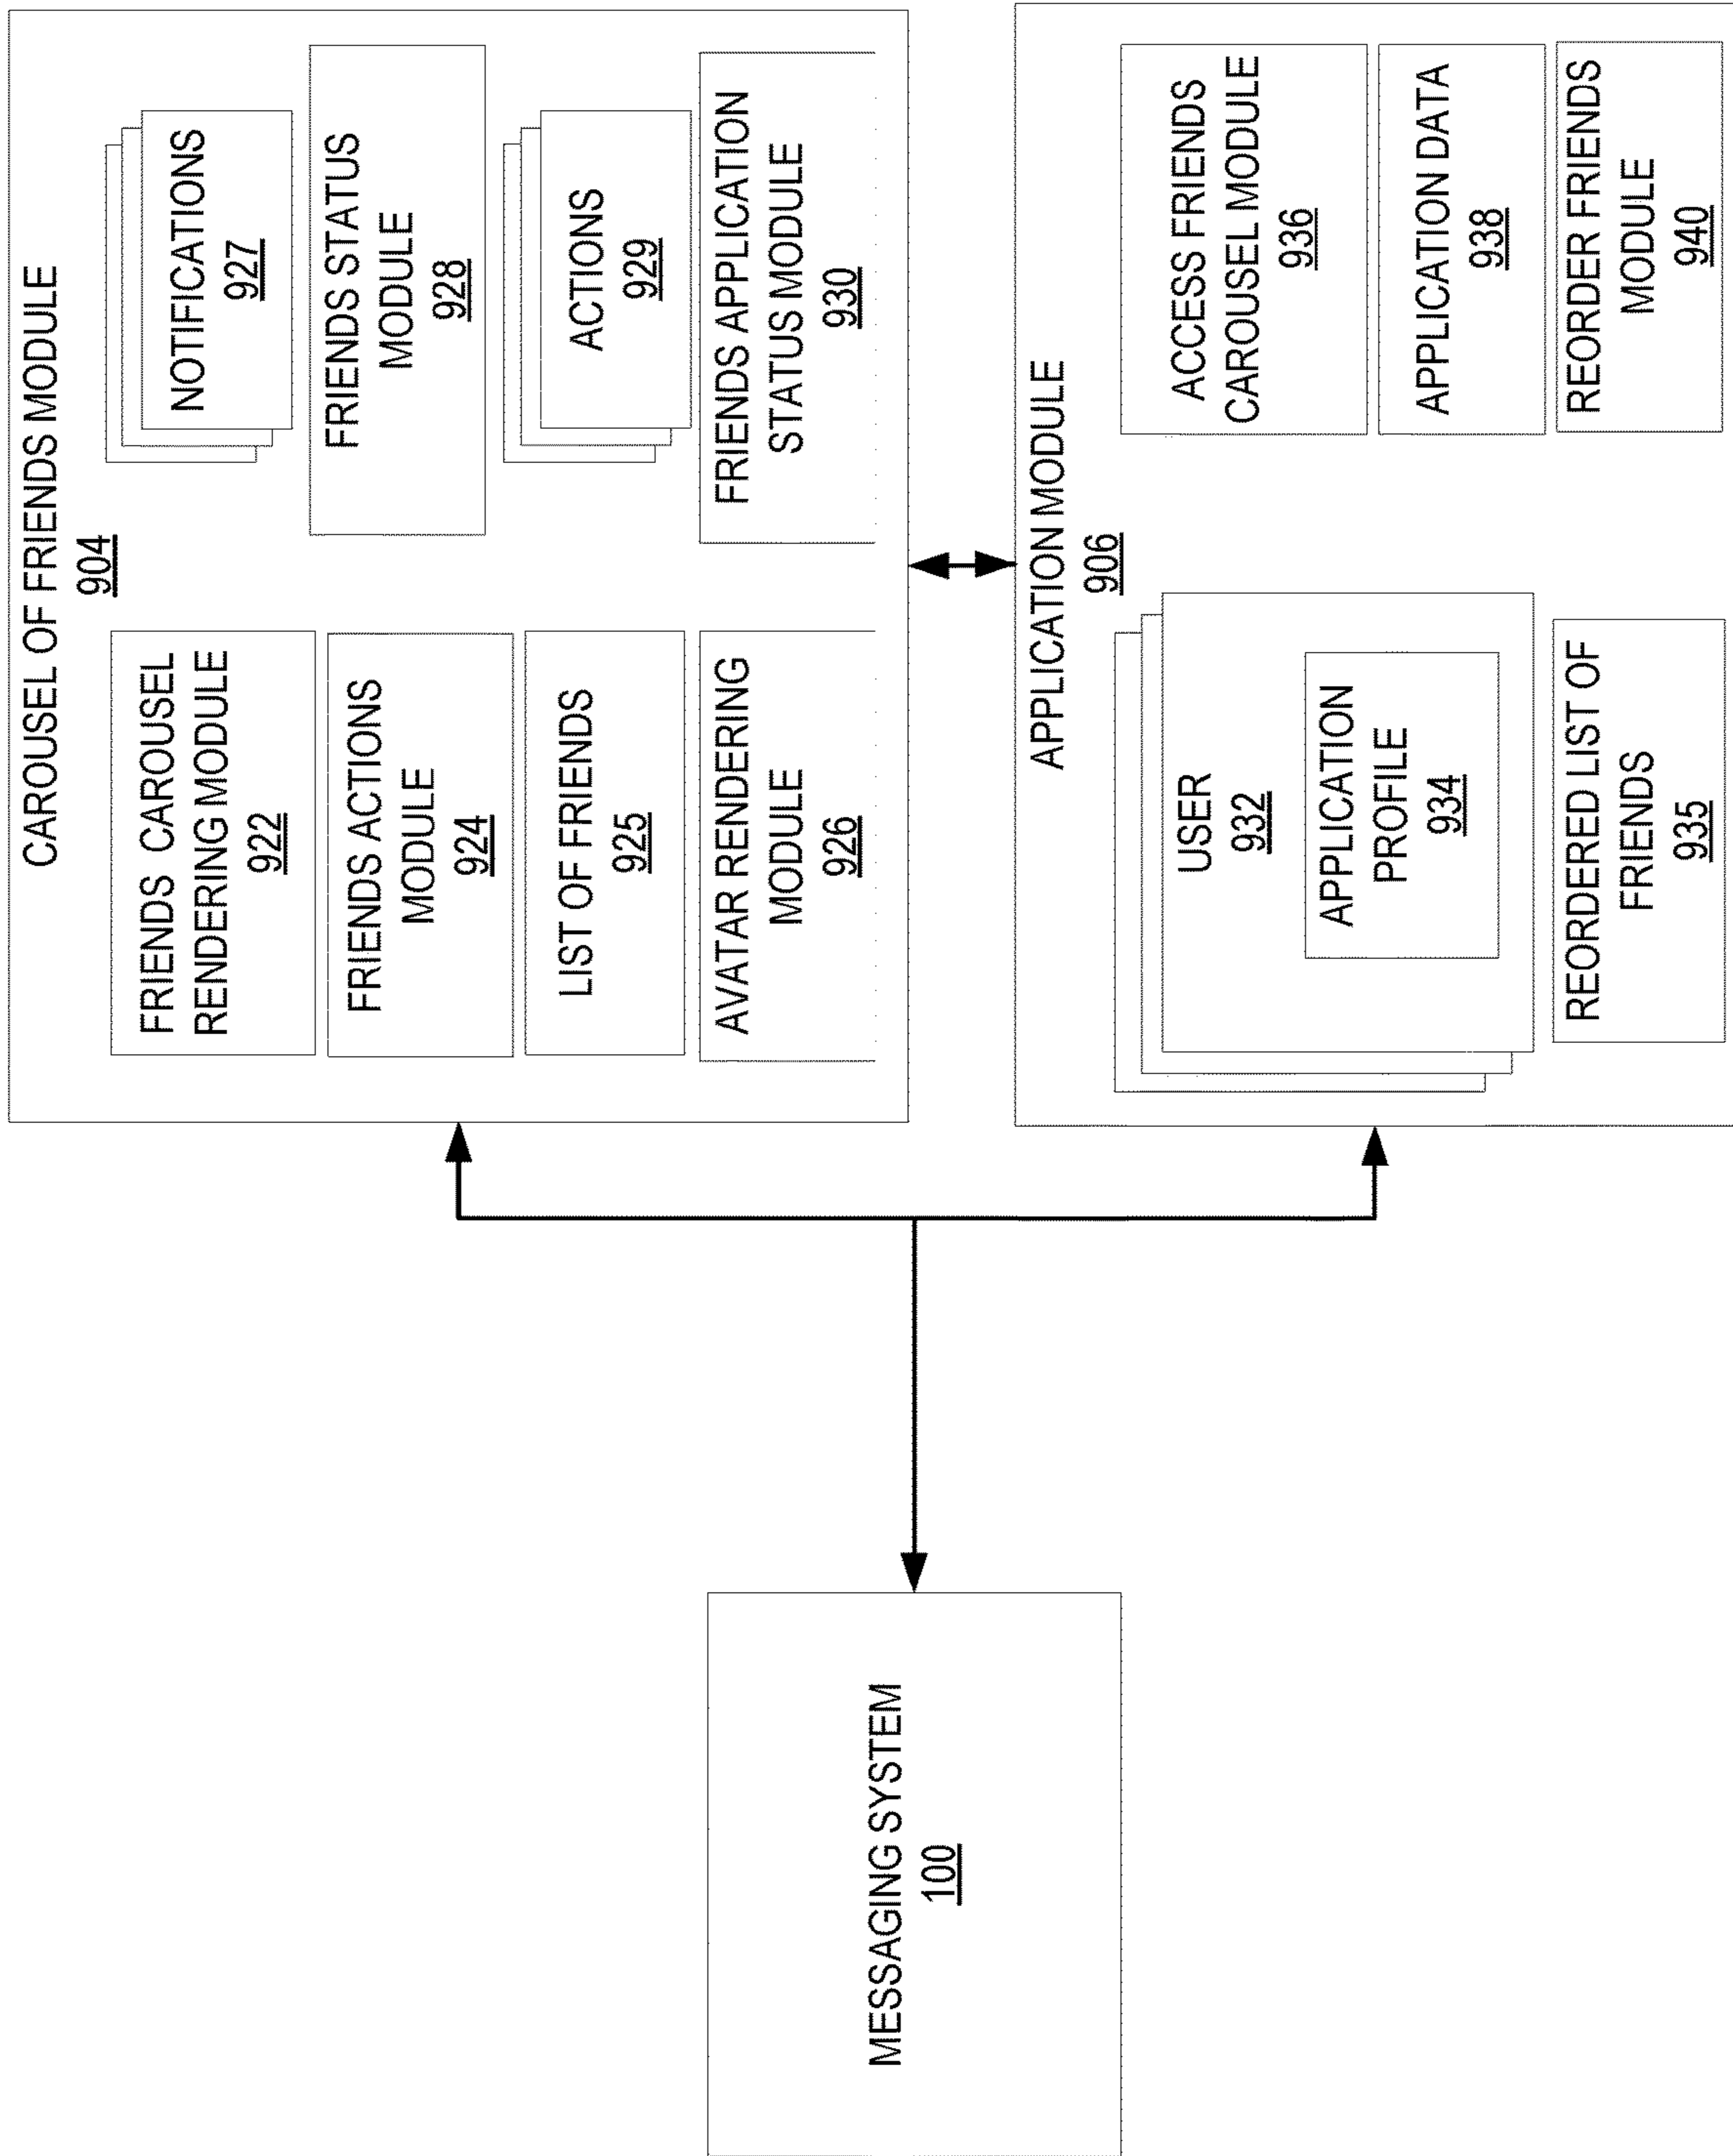 CAROUSEL OF FRIENDS MODULE
904
FRIENDS CAROUSEL
RENDERING MODULE
922
FRIENDS ACTIONS
MODULE
924
LIST OF FRIENDS
925
AVATAR RENDERING
MODULE
926
NOTIFICATIONS
927
FRIENDS STATUS
MODULE
928
ACTIONS
929
FRIENDS APPLICATION
STATUS MODULE
930
MESSAGING SYSTEM
100
APPLICATION MODULE
906
USER
932
APPLICATION
PROFILE
934
REORDERED LIST OF
FRIENDS
935
ACCESS FRIENDS
CAROUSEL MODULE
936
APPLICATION DATA
938
REORDER FRIENDS
MODULE
940